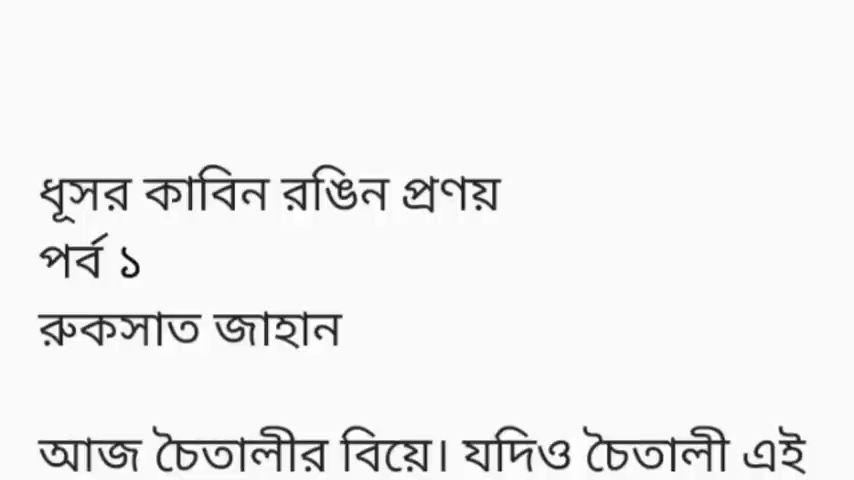 ধূসর কাবিন রঙিন প্রণয়
পর্ব ১
রুকসাত জাহান
আজ চৈতালীর বিয়ে। যদিও চৈতালী এই